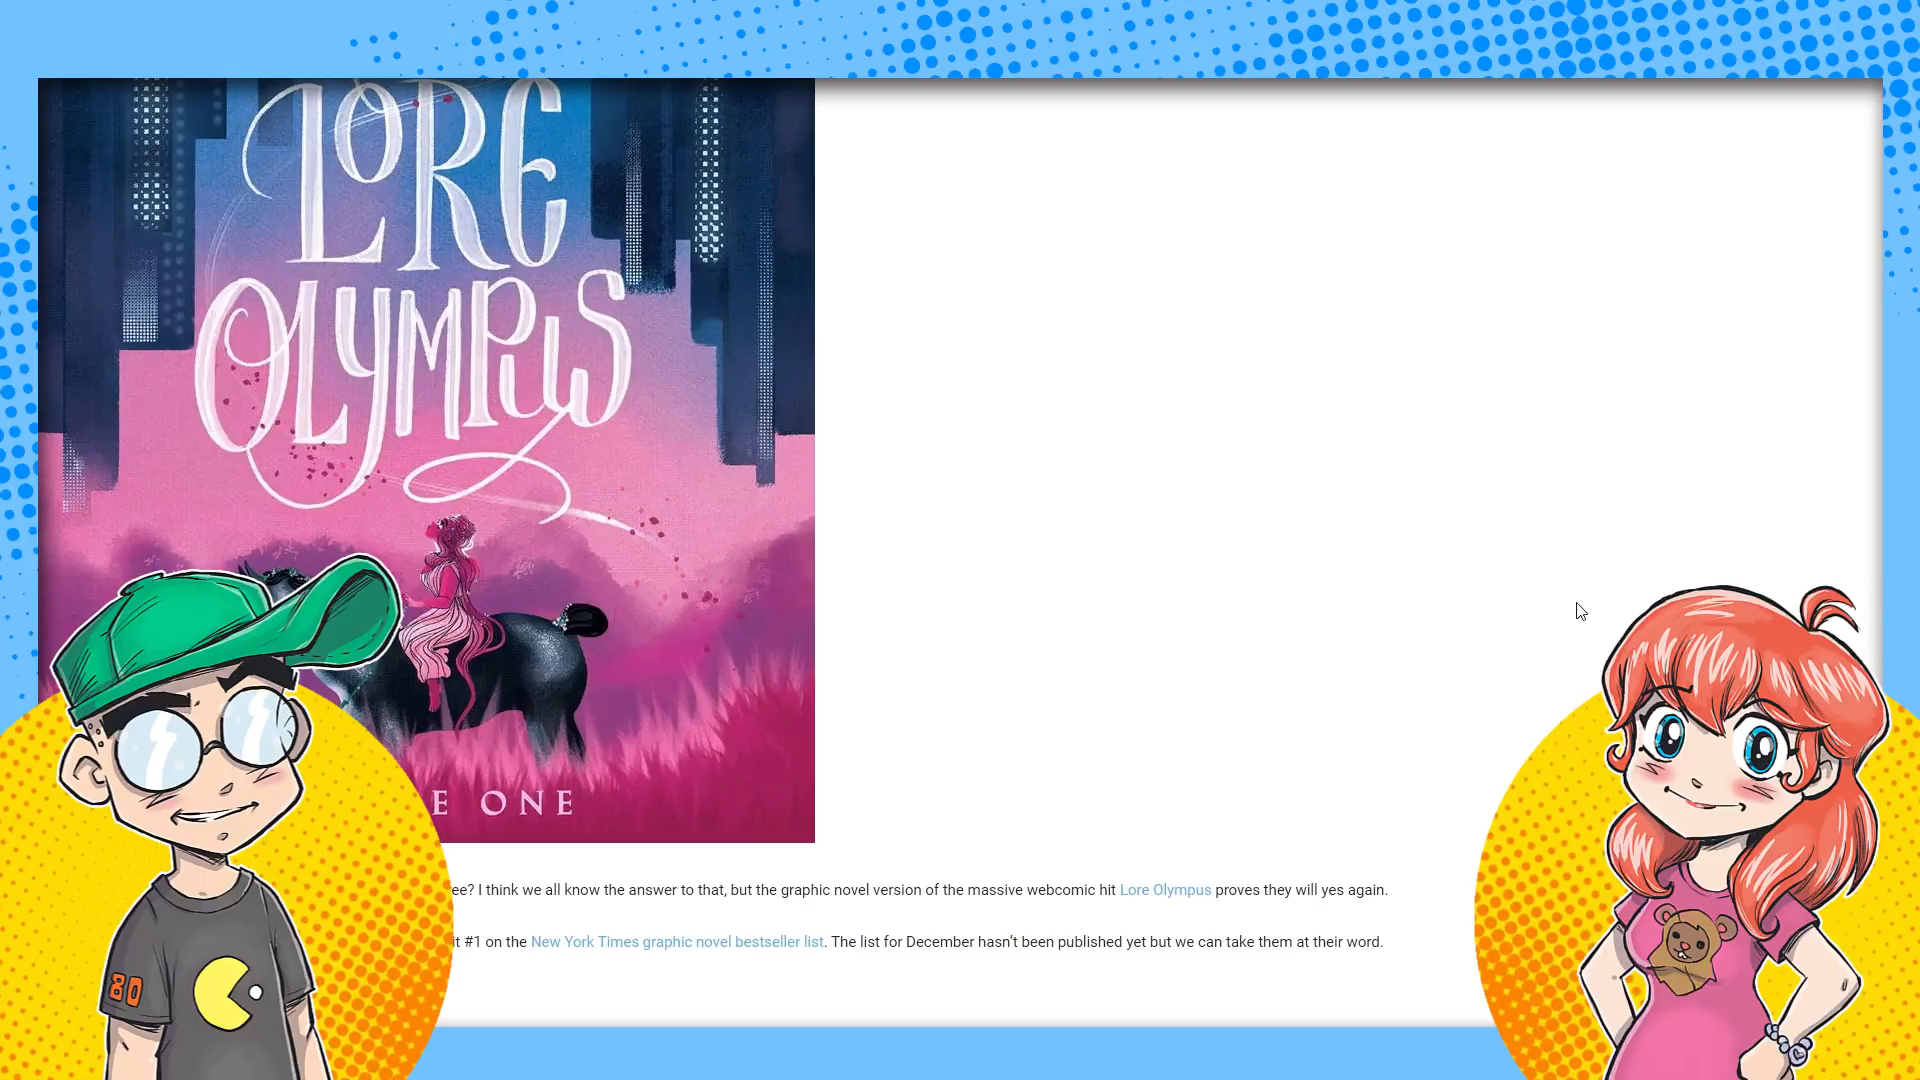 LORE
OLYMPUS
E ONE
ee? I think we all know the answer to that, but the graphic novel version of the massive webcomic hit Lore Olympus proves they will yes again.
it #1 on the New York Times graphic novel bestseller list. The list for December hasn’t been published yet but we can take them at their word.
80